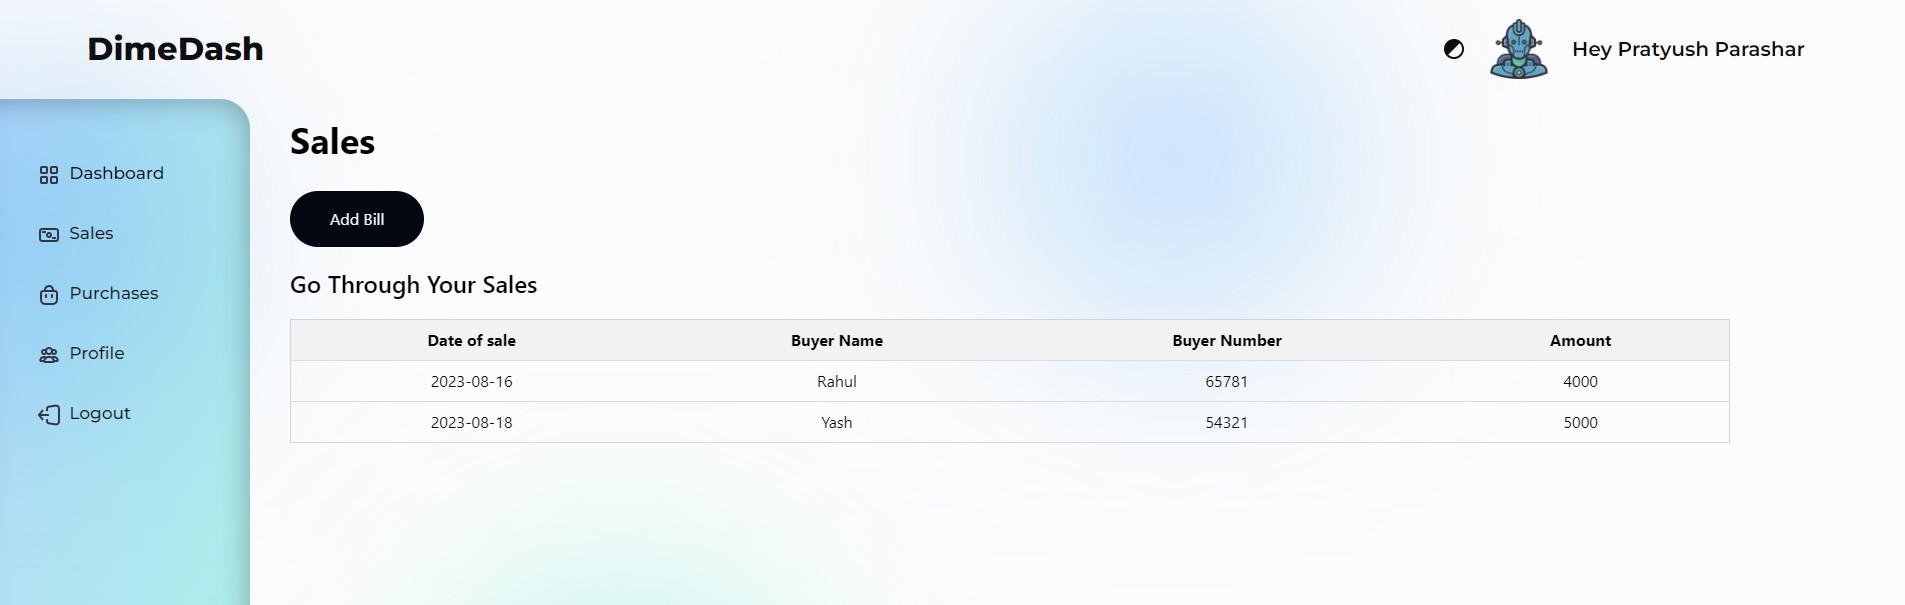 DimeDash
Hey Pratyush Parashar
Dashboard
Sales
Purchases
Profile
Logout
Sales
Add Bill
Go Through Your Sales
Date of sale Buyer Name Buyer Number Amount
2023-08-16 Rahul 65781 4000
2023-08-18 Yash 54321 5000